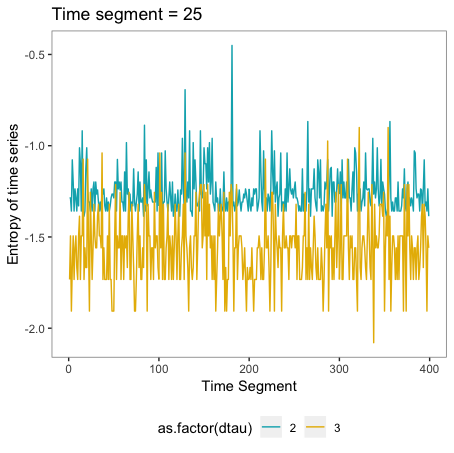 Time segment = 25
Entropy of time series
-0.5
-1.0
-1.5
-2.0
0 100 200 300 400
Time Segment
as.factor(dtau) 2 3